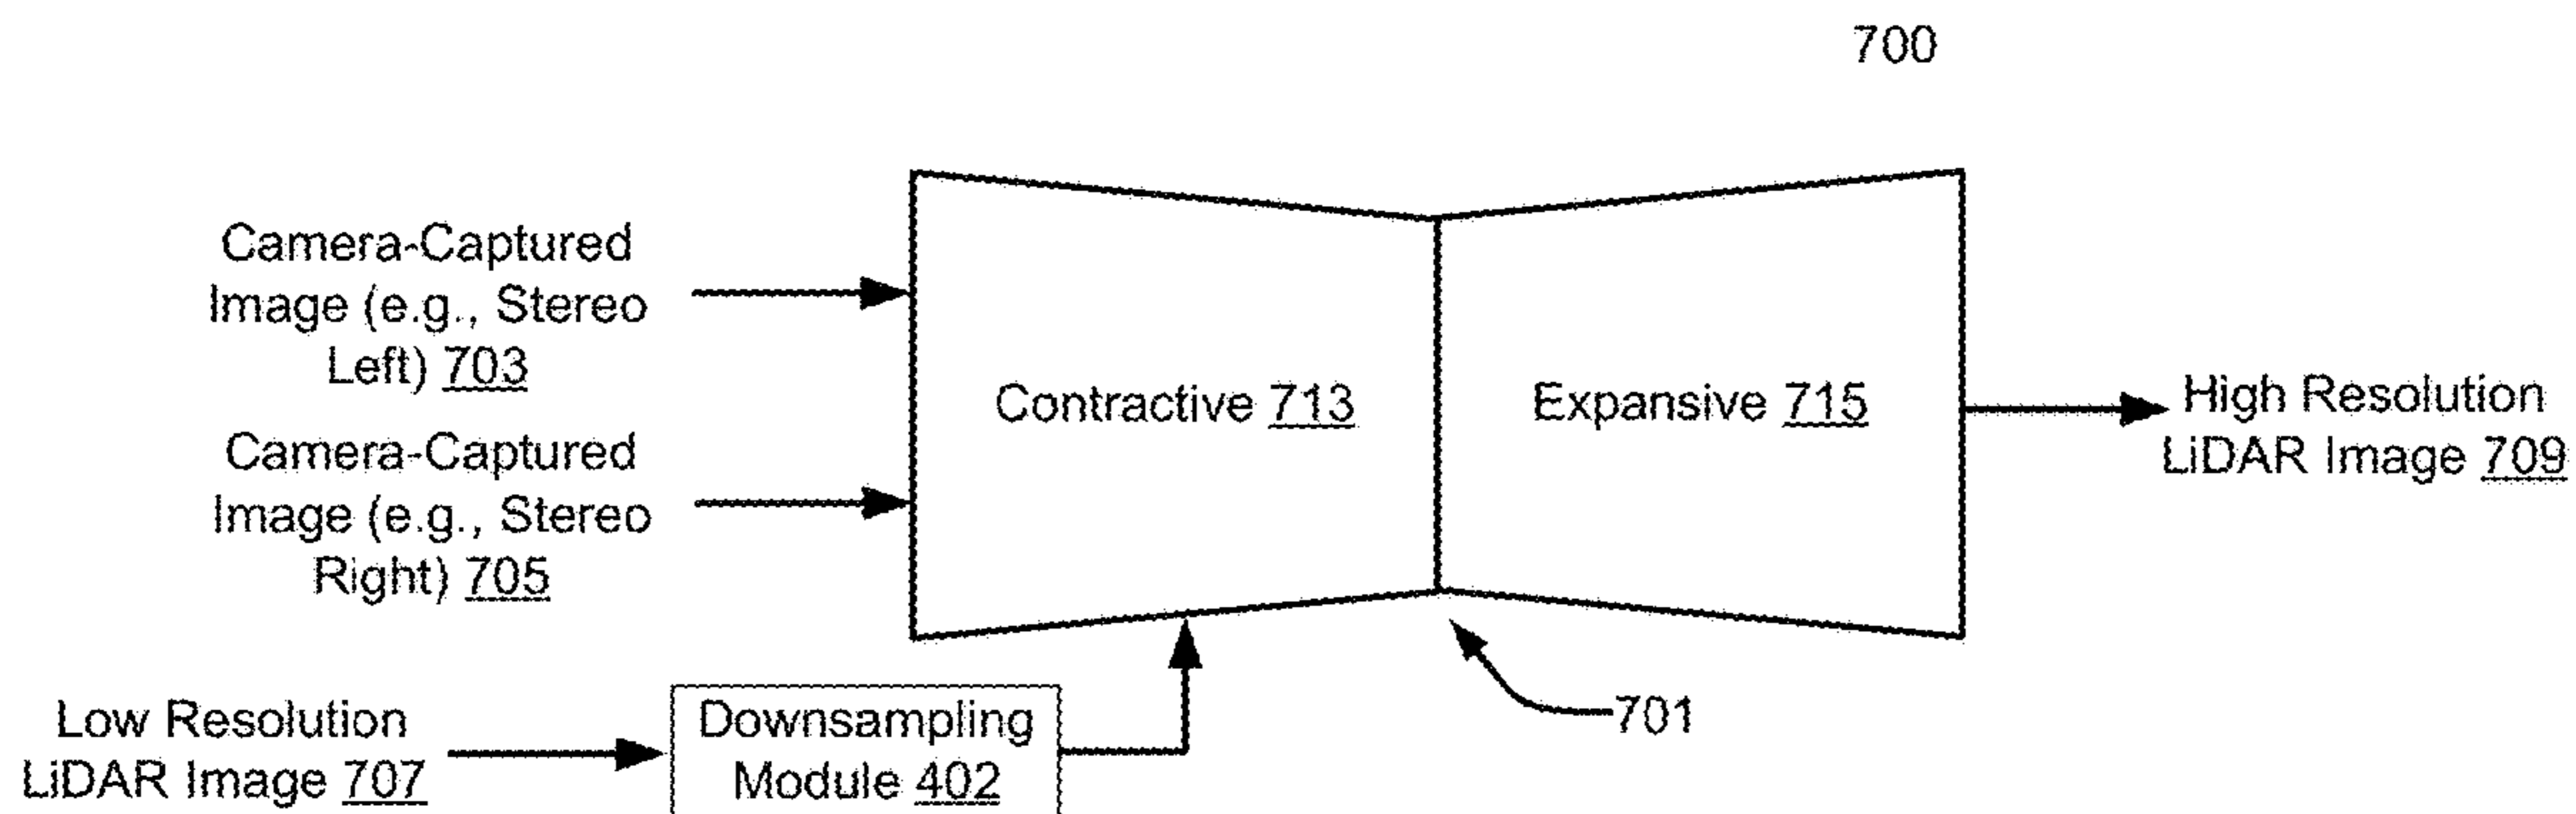 700
Camera-Captured
Image (e.g., Stereo
Left) 703
Camera-Captured
Image (e.g., Stereo
Right) 705
Contractive 713
Expansive 715
High Resolution
LiDAR Image 709
Low Resolution
LiDAR Image 707
Downsampling
Module 402
701